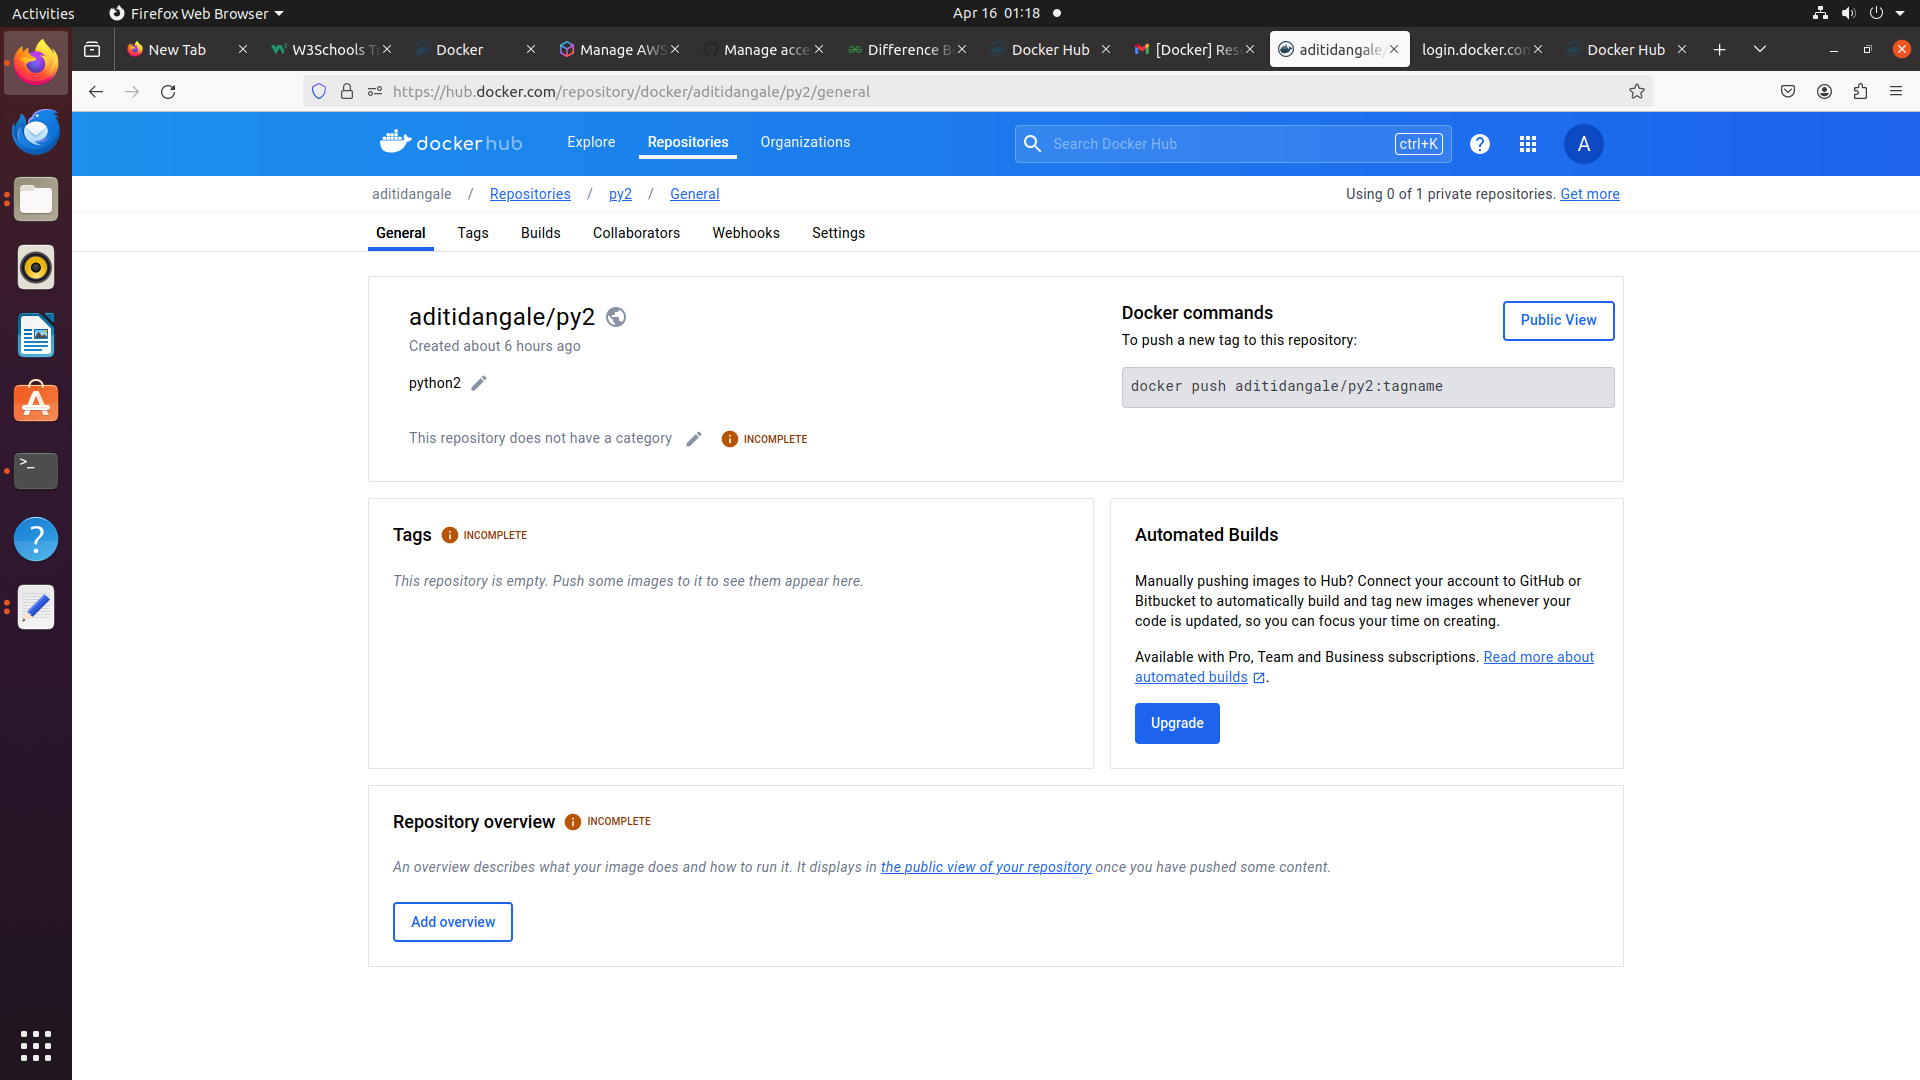 Activities
Firefox Web Browser
Apr 16 01:18
New Tab
W3Schools T
Docker
Manage AWS
Manage acce
Difference B
Docker Hub
[Docker] Res
aditidangale/
login.docker.con
Docker Hub
https://hub.docker.com/repository/docker/aditidangale/py2/general
docker hub
Explore
Repositories
Organizations
Search Docker Hub
ctrl+K
A
aditidangale / Repositories / py2 / General
Using 0 of 1 private repositories. Get more
General
Tags
Builds
Collaborators
Webhooks
Settings
aditidangale/py2
Created about 6 hours ago
python2
This repository does not have a category
INCOMPLETE
Docker commands
Public View
To push a new tag to this repository:
docker push aditidangale/py2:tagname
Tags
INCOMPLETE
This repository is empty. Push some images to it to see them appear here.
Automated Builds
Manually pushing images to Hub? Connect your account to GitHub or
Bitbucket to automatically build and tag new images whenever your
code is updated, so you can focus your time on creating.
Available with Pro, Team and Business subscriptions. Read more about
automated builds .
Upgrade
Repository overview
INCOMPLETE
An overview describes what your image does and how to run it. It displays in the public view of your repository once you have pushed some content.
Add overview